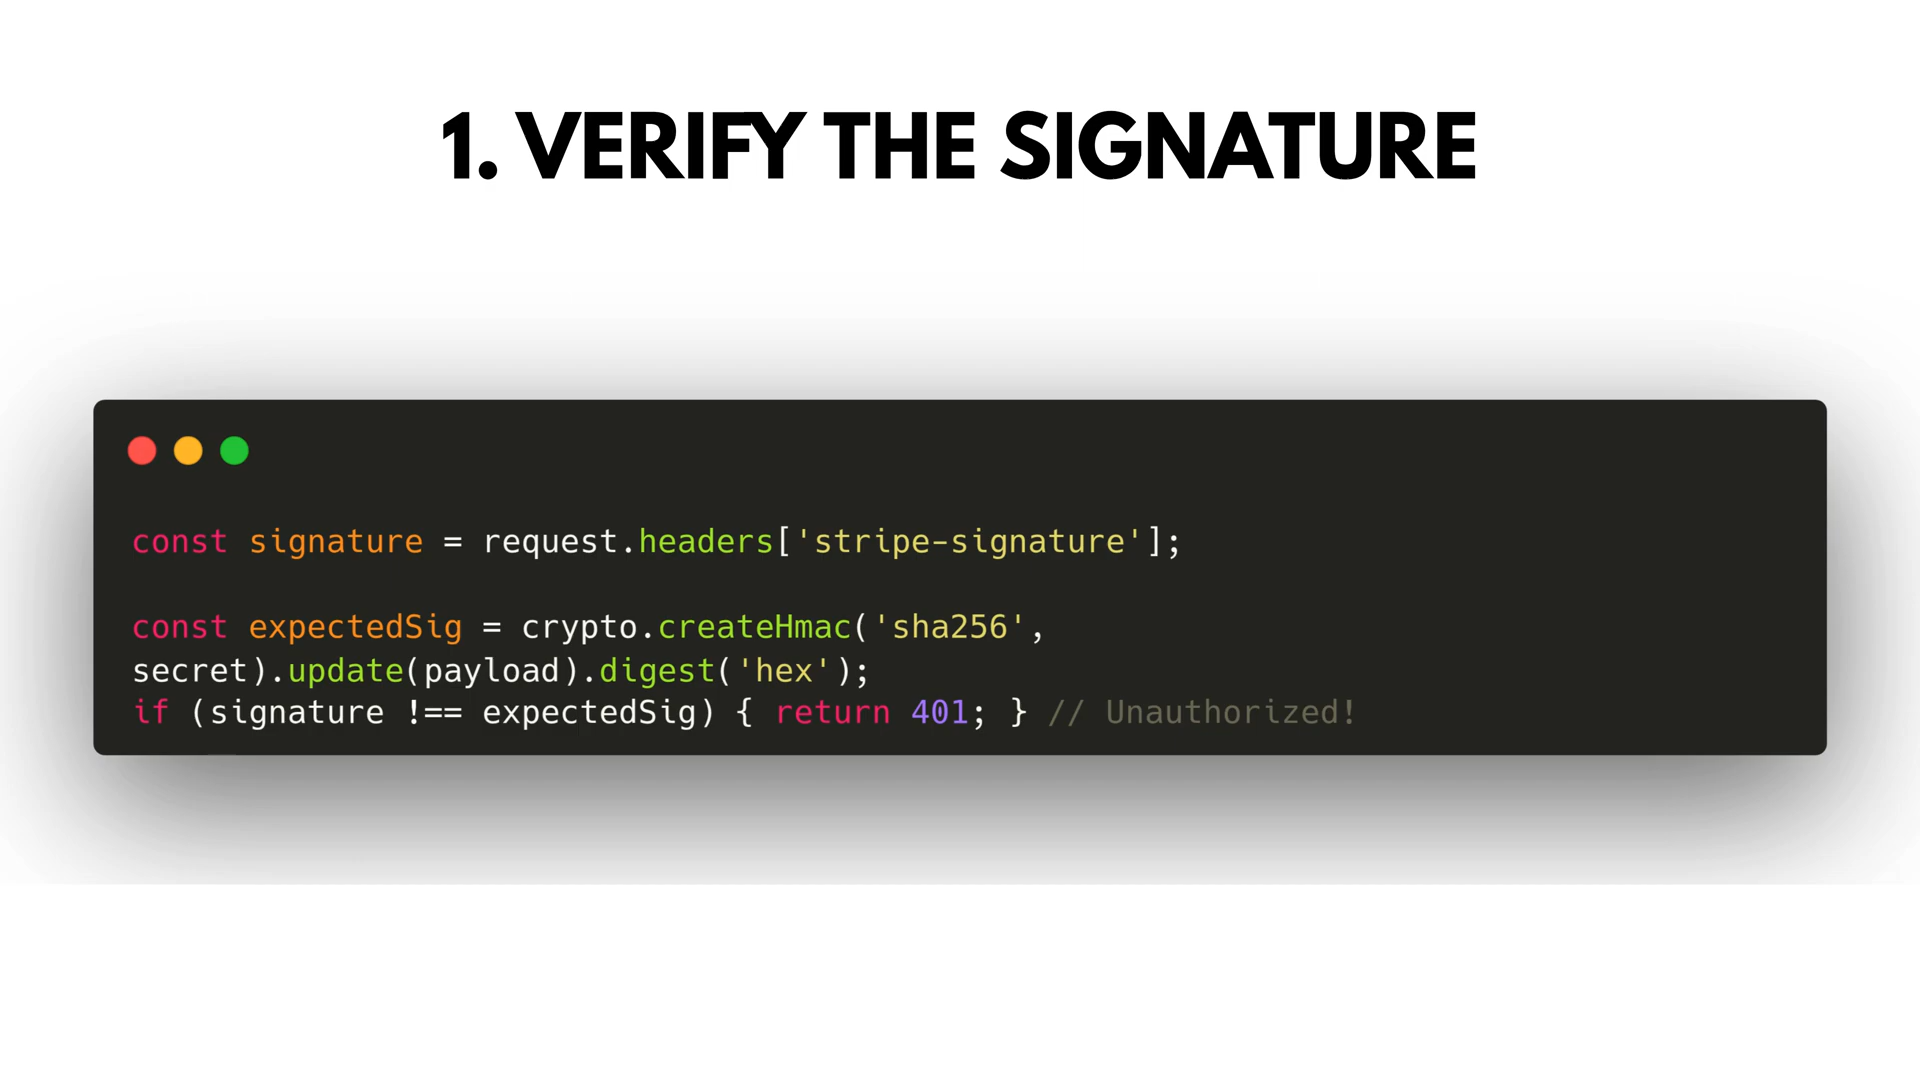 1. VERIFY THE SIGNATURE
const signature = request.headers['stripe-signature'];
const expectedSig = crypto.createHmac('sha256',
secret).update(payload).digest('hex');
if (signature !== expectedSig) { return 401; } // Unauthorized!